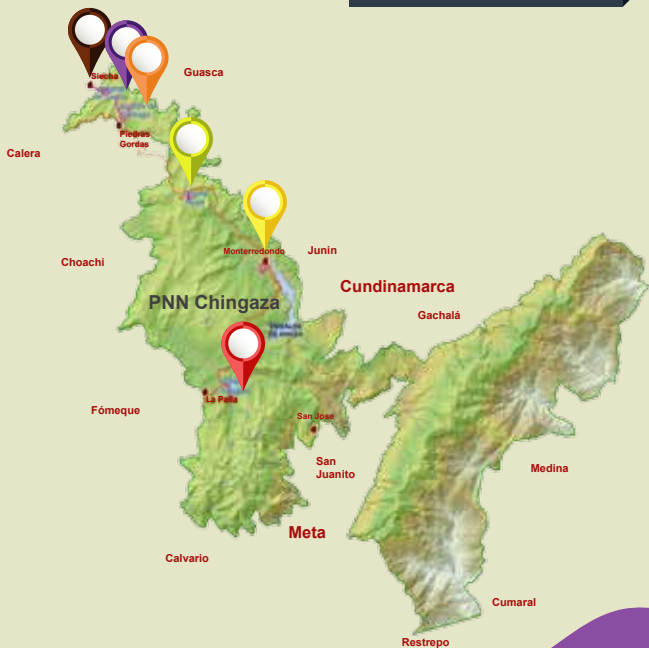 Siecha
Guasca
Piedras
Gordas
Calera
Monterredondo
Junin
Choachi
Cundinamarca
PNN Chingaza
Gachalá
La Paila
Fómeque
San Jose
San
Juanito
Medina
Meta
Calvario
Cumaral
Restrepo